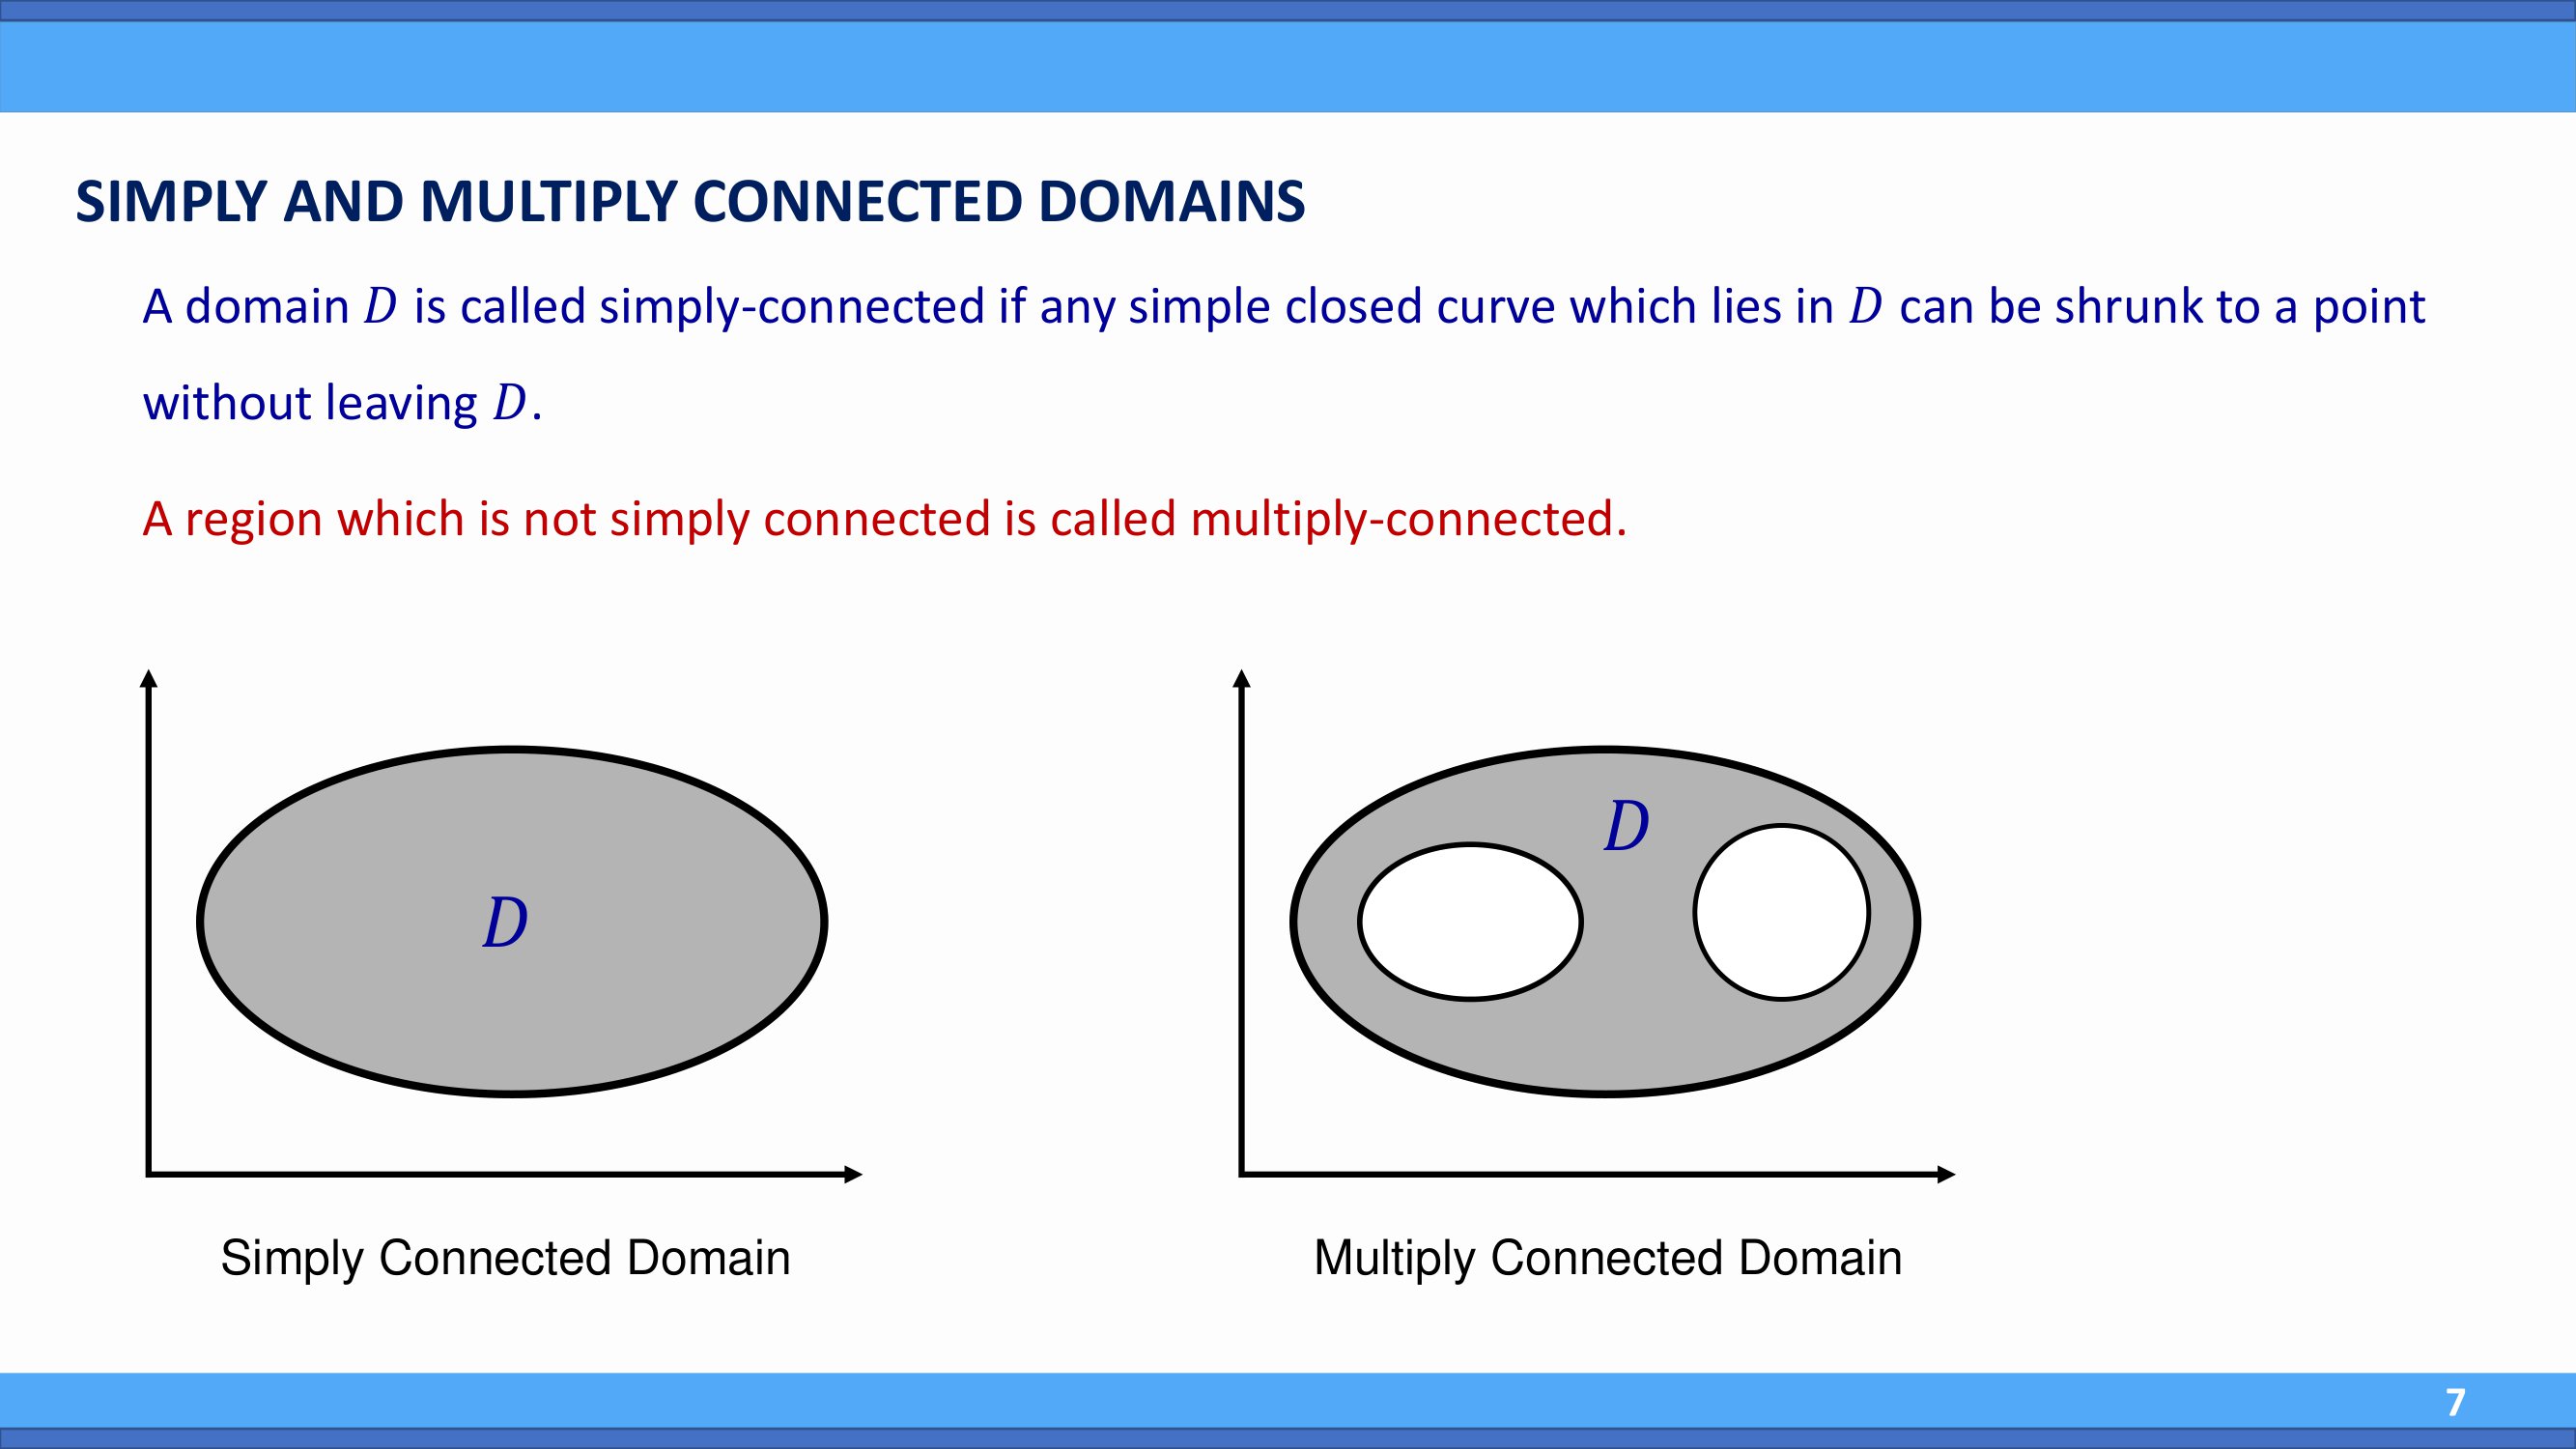 SIMPLY AND MULTIPLY CONNECTED DOMAINS
A domain D is called simply-connected if any simple closed curve which lies in D can be shrunk to a point
without leaving D.
A region which is not simply connected is called multiply-connected.
D
D
Simply Connected Domain
Multiply Connected Domain
7